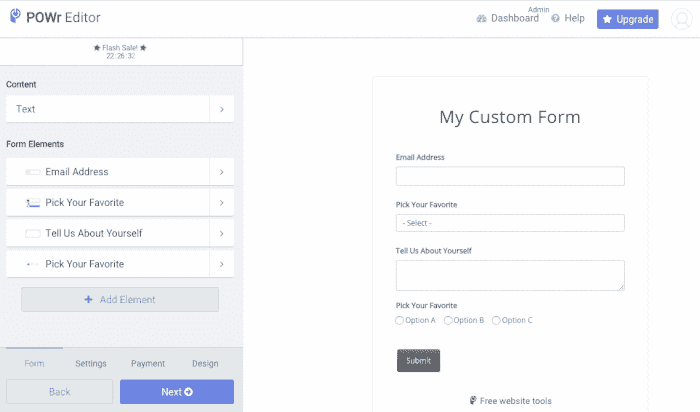 POWr Editor
Admin
Dashboard
Help
Upgrade
Flash Sale!
22:26:32
Content
Text
Form Elements
Email Address
Pick Your Favorite
Tell Us About Yourself
Pick Your Favorite
+ Add Element
Form Settings Payment Design
Back
Next
My Custom Form
Email Address
Pick Your Favorite
- Select -
Tell Us About Yourself
Pick Your Favorite
Option A Option B Option C
Submit
Free website tools